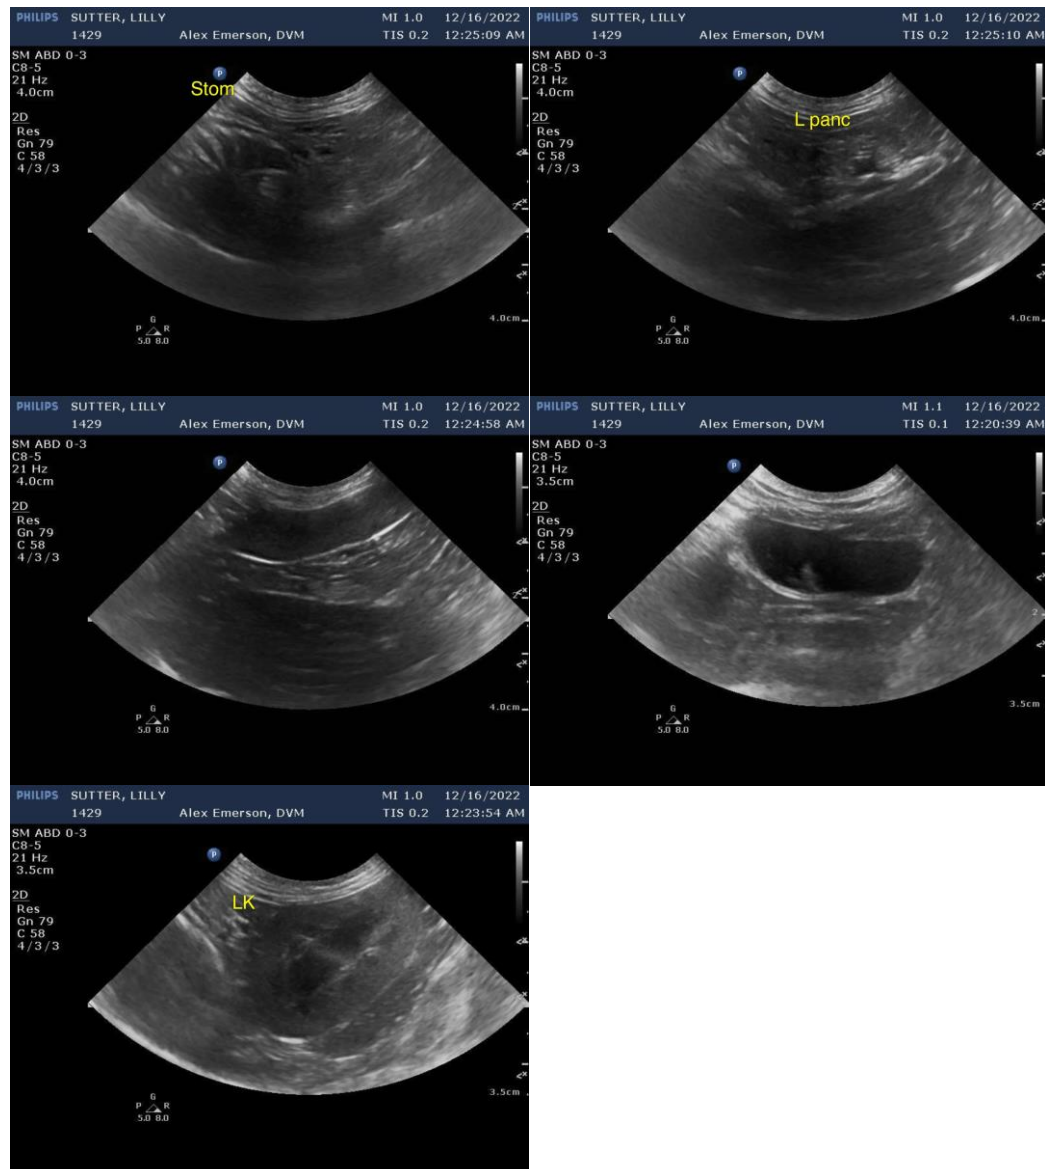 PHILIPS SUTTER, LILLY MI 1.0 12/16/2022
1429 Alex Emerson, DVM TIS 0.2 12:25:09 AM
SM ABD 0-3
C8-5
21 Hz
4.0cm
2D
Res
Gn 79
C 58
4/3/3
P
Stom
2
G
P R
5.0 8.0
4.0cm
PHILIPS SUTTER, LILLY MI 1.0 12/16/2022
1429 Alex Emerson, DVM TIS 0.2 12:25:10 AM
SM ABD 0-3
C8-5
21 Hz
4.0cm
2D
Res
Gn 79
C 58
4/3/3
P
L panc
2
G
P R
5.0 8.0
4.0cm
PHILIPS SUTTER, LILLY MI 1.0 12/16/2022
1429 Alex Emerson, DVM TIS 0.2 12:24:58 AM
SM ABD 0-3
C8-5
21 Hz
4.0cm
2D
Res
Gn 79
C 58
4/3/3
P
2
G
P R
5.0 8.0
4.0cm
PHILIPS SUTTER, LILLY MI 1.1 12/16/2022
1429 Alex Emerson, DVM TIS 0.1 12:20:39 AM
SM ABD 0-3
C8-5
21 Hz
3.5cm
2D
Res
Gn 79
C 58
4/3/3
P
2
G
P R
5.0 8.0
3.5cm
PHILIPS SUTTER, LILLY MI 1.0 12/16/2022
1429 Alex Emerson, DVM TIS 0.2 12:23:54 AM
SM ABD 0-3
C8-5
21 Hz
3.5cm
2D
Res
Gn 79
C 58
4/3/3
P
LK
G
P R
5.0 8.0
3.5cm